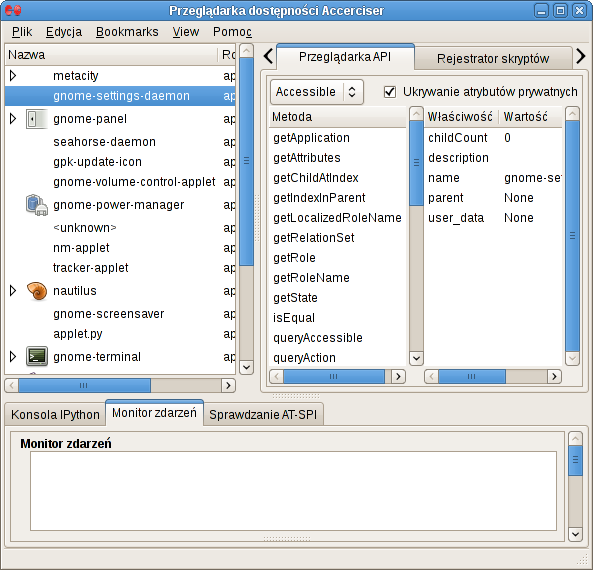 Przeglądarka dostępności Accerciser
Plik Edycja Bookmarks View Pomoc
Nazwa Ro
metacity ap
gnome-settings-daemon ap
gnome-panel ap
seahorse-daemon ap
gpk-update-icon ap
gnome-volume-control-applet ap
gnome-power-manager ap
<unknown> ap
nm-applet ap
tracker-applet ap
nautilus ap
gnome-screensaver ap
applet.py ap
gnome-terminal ap
Przeglądarka API Rejestrator skryptów
Accessible Ukrywanie atrybutów prywatnych
Metoda
getApplication
getAttributes
getChildAtIndex
getIndexInParent
getLocalizedRoleName
getRelationSet
getRole
getRoleName
getState
isEqual
queryAccessible
queryAction
Właściwość Wartość
childCount 0
description
name gnome-se
parent None
user_data None
Konsola IPython Monitor zdarzeń Sprawdzanie AT-SPI
Monitor zdarzeń